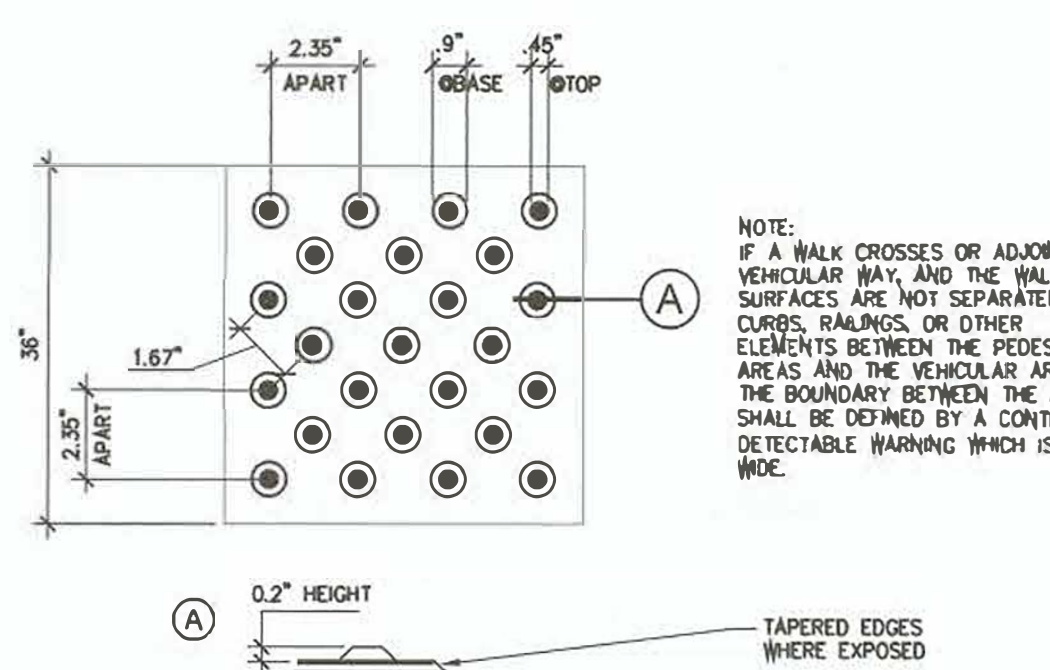 2.35"
APART
.9"
@BASE
.45"
@TOP
36"
1.67"
2.35"
APART
A
NOTE:
IF A WALK CROSSES OR
VEHICULAR WAY, AND THE
SURFACES ARE NOT
CURBS, RAILINGS, OR OTHER
ELEMENTS BETWEEN THE
AREAS AND THE VEHICULAR
THE BOUNDARY BETWEEN THE
SHALL BE DEFINED BY A
DETECTABLE WARNING WHICH IS
WIDE.
A
0.2" HEIGHT
TAPERED EDGES
WHERE EXPOSED